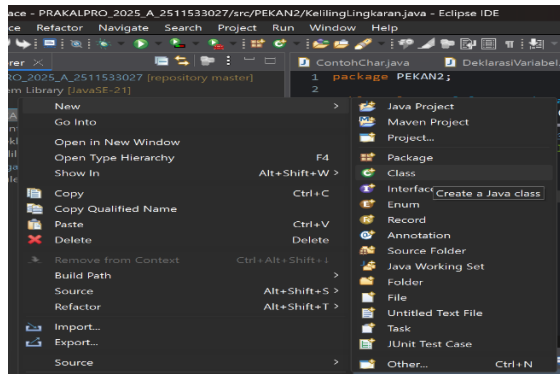 ace - PRAKALPRO_2025_A_2511533027/src/PEKAN2/KelilingLingkaran.java - Eclipse IDE
Refactor Navigate Search Project Run Window Help
ContohChar.java DeklarasiVariabel.
RO_2025_A_2511533027 [repository master]
1 package PEKAN2;
em Library [JavaSE-21]
2
New >
Go Into
Open in New Window
Open Type Hierarchy F4
Show In Alt+Shift+W >
Copy Ctrl+C
Copy Qualified Name
Paste Ctrl+V
Delete Delete
Remove from Context Ctrl+Alt+Shift+↓
Build Path >
Source Alt+Shift+S >
Refactor Alt+Shift+T >
Import...
Export...
Source >
Java Project
Maven Project
Project...
Package
Class
Interface
Create a Java class
Enum
Record
Annotation
Source Folder
Java Working Set
Folder
File
Untitled Text File
Task
JUnit Test Case
Other... Ctrl+N